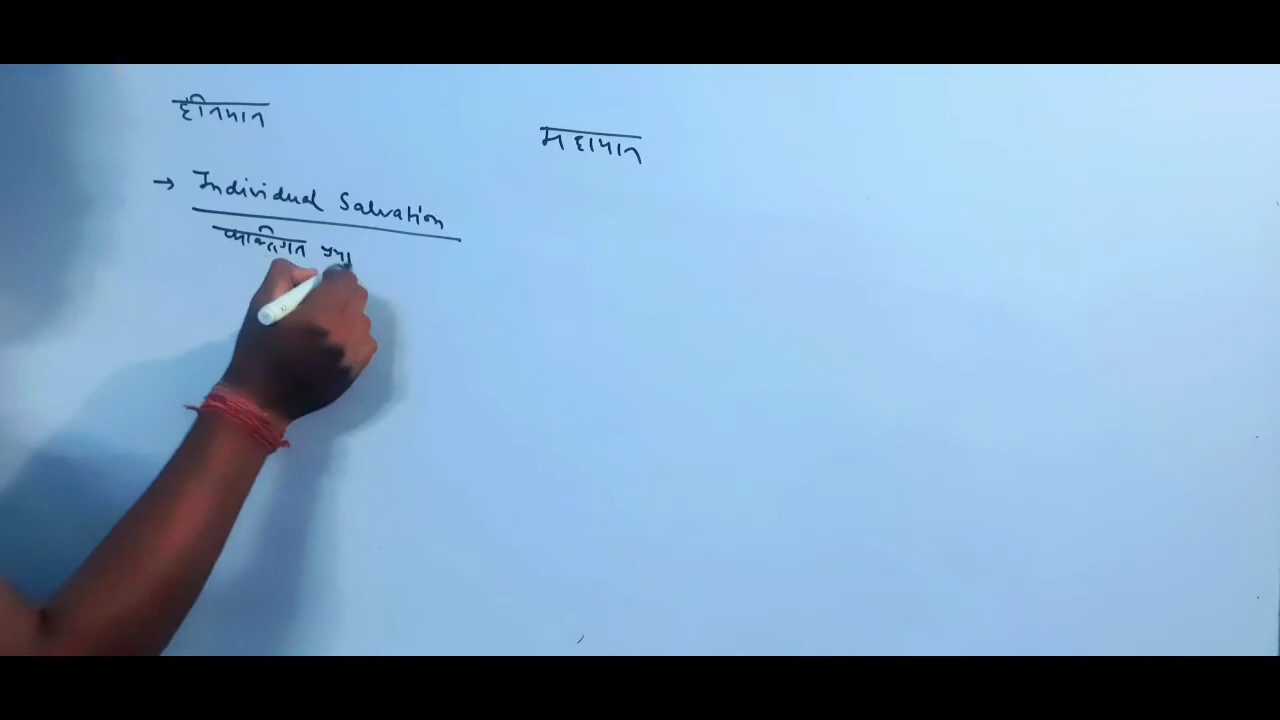 हीनयान
महायान
→ Individual Salvation
व्यक्तिगत